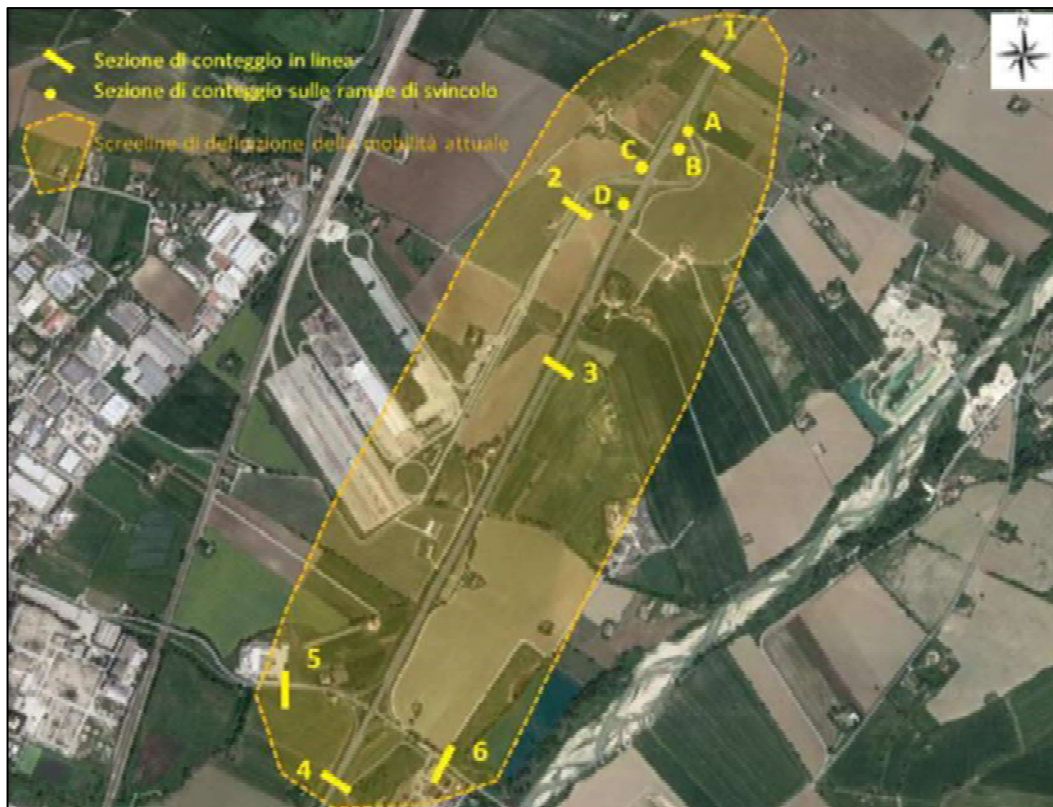 N
Sezione di conteggio in linea
Sezione di conteggio sulle rampe di svincolo
Screeline di definizione della mobilità attuale
1
A
B
C
2
D
3
5
6
4